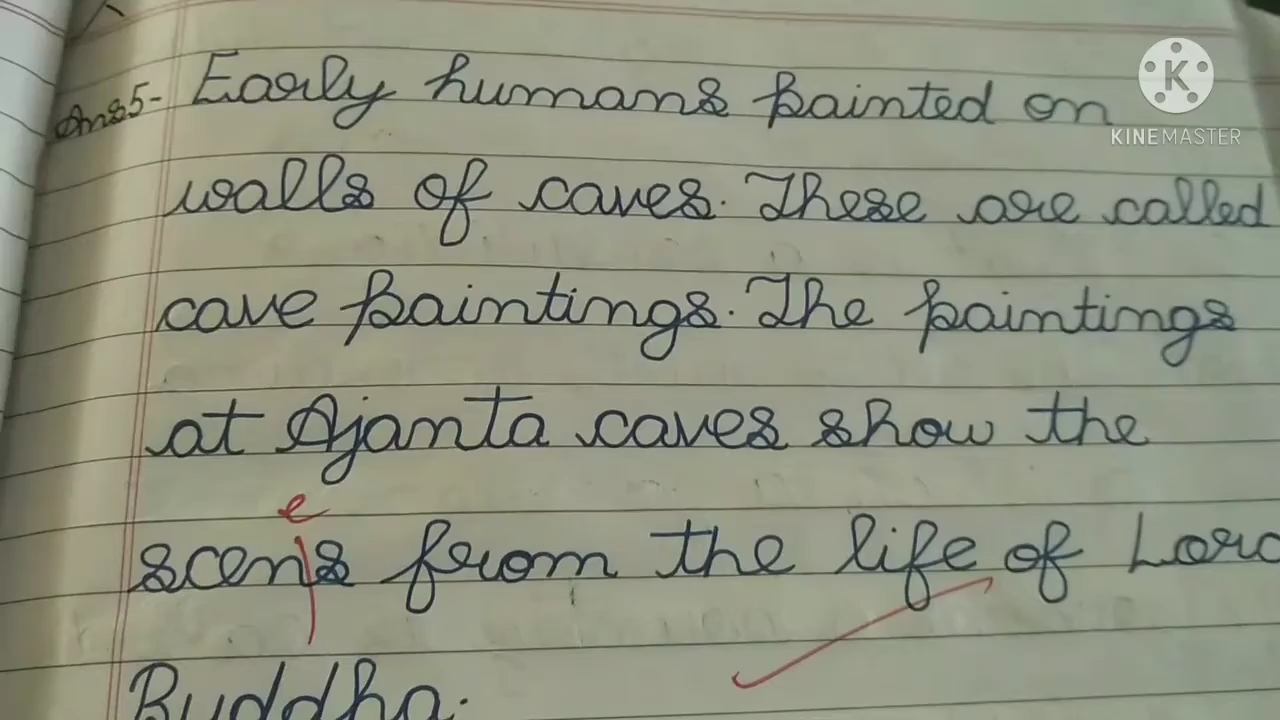 Ans5- Early humans painted on
walls of caves. These are called
cave paintings. The paintings
at Ajanta caves show the
e
scens from the life of Lord
Buddha.
K
KINEMASTER